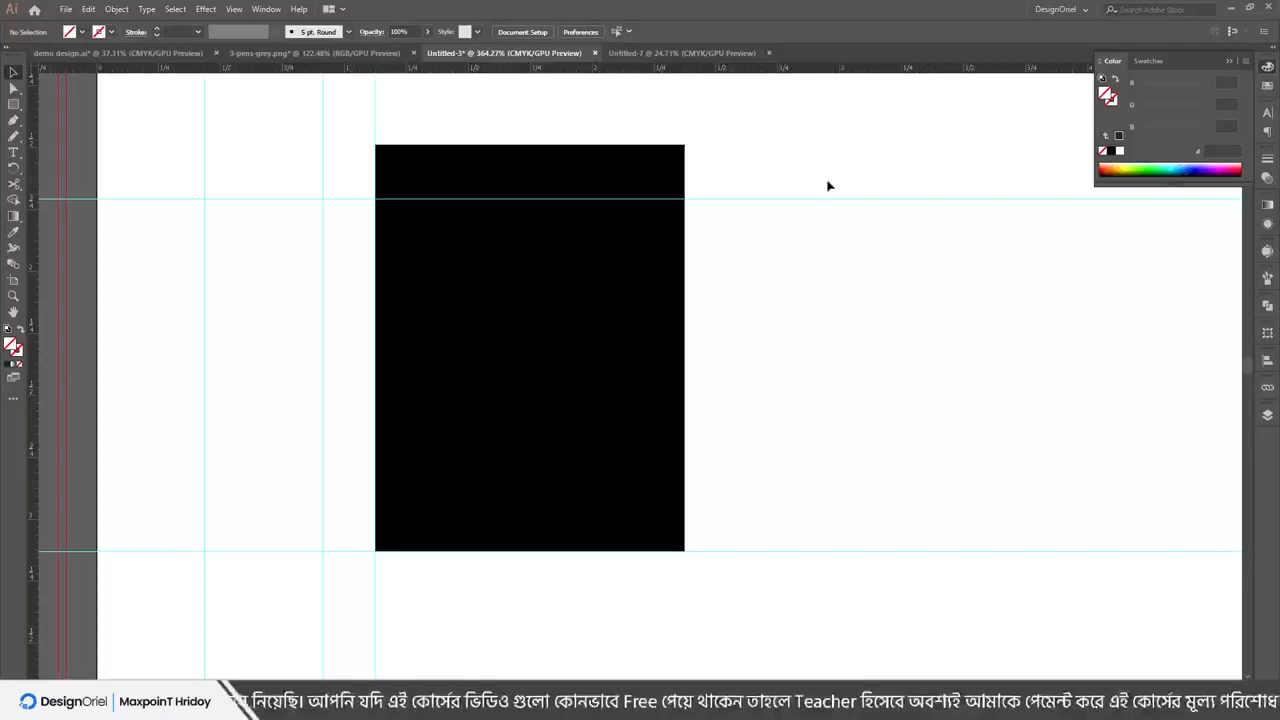 Ai File Edit Object Type Select Effect View Window Help DesignOriel Search Adobe Stock
No Selection Stroke: 5 pt. Round Opacity: 100% Style: Document Setup Preferences
demo design.ai* @ 37.31% (CMYK/GPU Preview) × 3-pens-grey.png* @ 122.48% (RGB/GPU Preview) × Untitled-3* @ 364.27% (CMYK/GPU Preview) × Untitled-7 @ 24.71% (CMYK/GPU Preview) ×
Color Swatches
R
G
B
#
DesignOriel | MaxpoinT Hriday নিয়েছি। আপনি যদি এই কোর্সের ভিডিও গুলো কোনভাবে Free পেয়ে থাকেন তাহলে Teacher হিসেবে অবশ্যই আমাকে পেমেন্ট করে এই কোর্সের মূল্য পরিশোধ